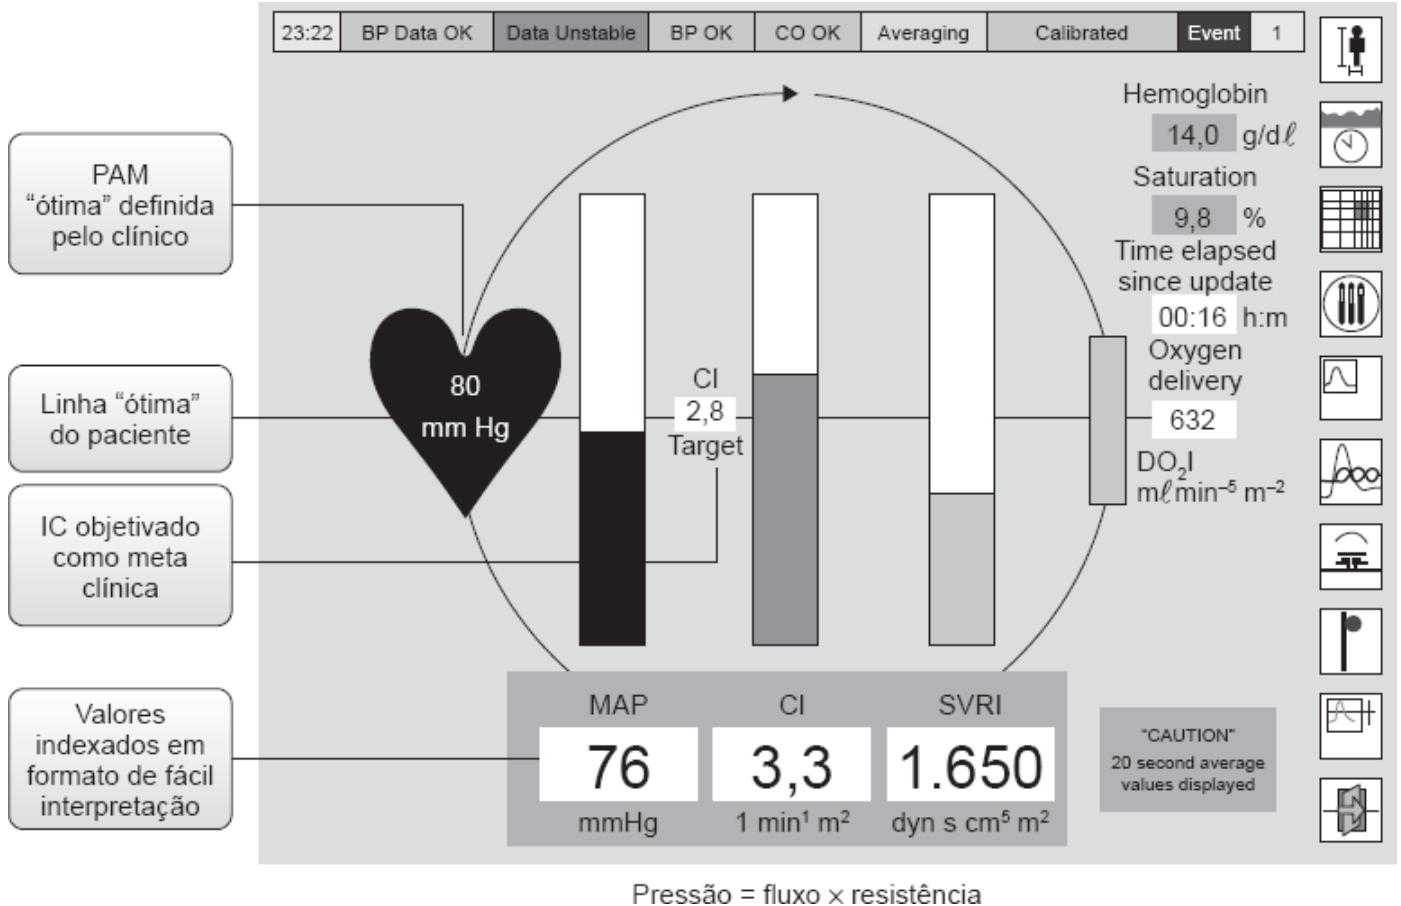 23:22 BP Data OK Data Unstable BP OK CO OK Averaging Calibrated Event 1
Hemoglobin
14,0 g/dℓ
Saturation
9,8 %
Time elapsed
since update
00:16 h:m
Oxygen
delivery
632
DO₂I
mℓ min⁻⁵ m⁻²
PAM
“ótima” definida
pelo clínico
80
mm Hg
Linha “ótima”
do paciente
CI
2,8
Target
IC objetivado
como meta
clínica
Valores
indexados em
formato de fácil
interpretação
MAP CI SVRI
76 3,3 1.650
mmHg 1 min¹ m² dyn s cm⁵ m²
"CAUTION"
20 second average
values displayed
Pressão = fluxo × resistência